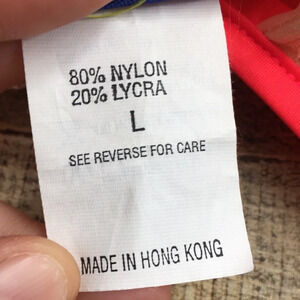 80% NYLON
20% LYCRA
L
SEE REVERSE FOR CARE
MADE IN HONG KONG